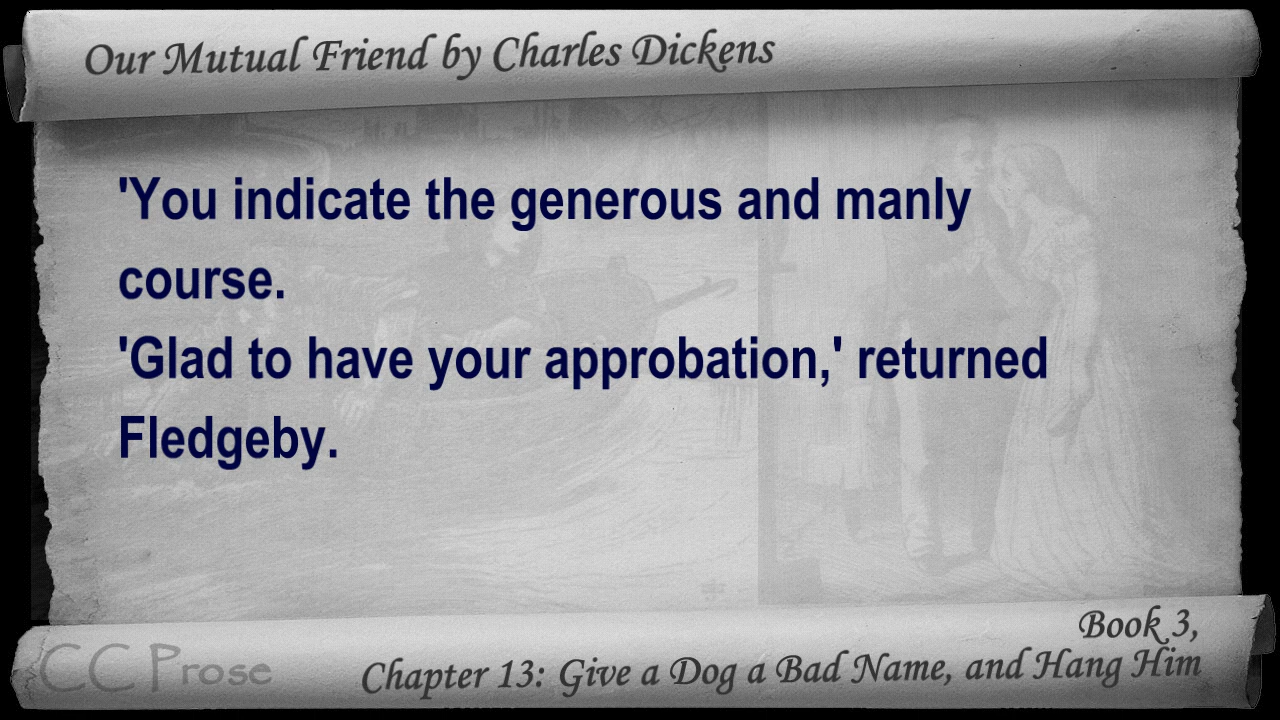 Our Mutual Friend by Charles Dickens
'You indicate the generous and manly
course.
'Glad to have your approbation,' returned
Fledgeby.
Book 3,
CC Prose
Chapter 13: Give a Dog a Bad Name, and Hang Him